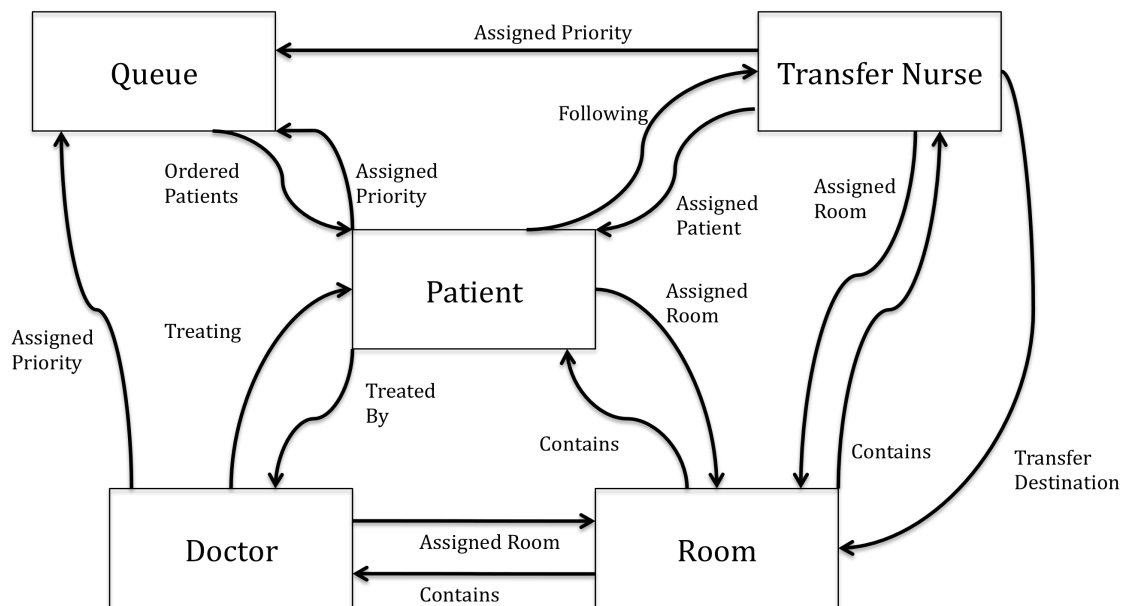 Assigned Priority
Queue
Transfer Nurse
Following
Ordered
Patients
Assigned
Priority
Assigned
Patient
Assigned
Room
Patient
Assigned
Room
Assigned
Priority
Treating
Treated
By
Contains
Contains
Transfer
Destination
Doctor
Assigned Room
Room
Contains